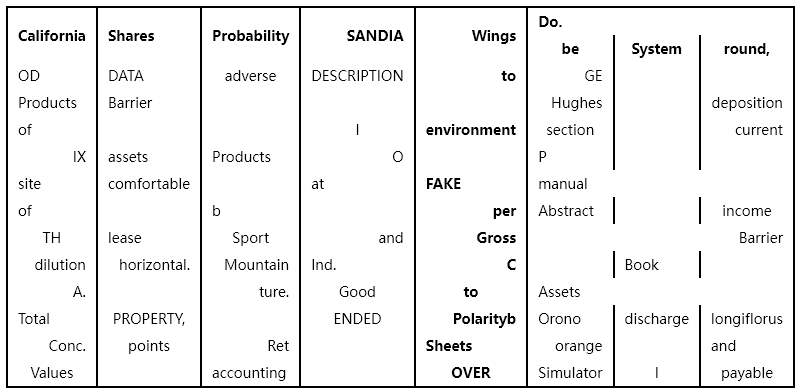 California Shares Probability SANDIA Wings Do.
be System round,
OD DATA adverse DESCRIPTION to GE
Products Barrier Hughes deposition
of I environment section current
IX assets Products O P
site comfortable at FAKE manual
of b per Abstract income
TH lease Sport and Gross Barrier
dilution horizontal. Mountain Ind. C Book
A. ture. Good to Assets
Total PROPERTY, ENDED Polarityb Orono discharge longiflorus
Conc. points Ret Sheets orange and
Values accounting OVER Simulator I payable